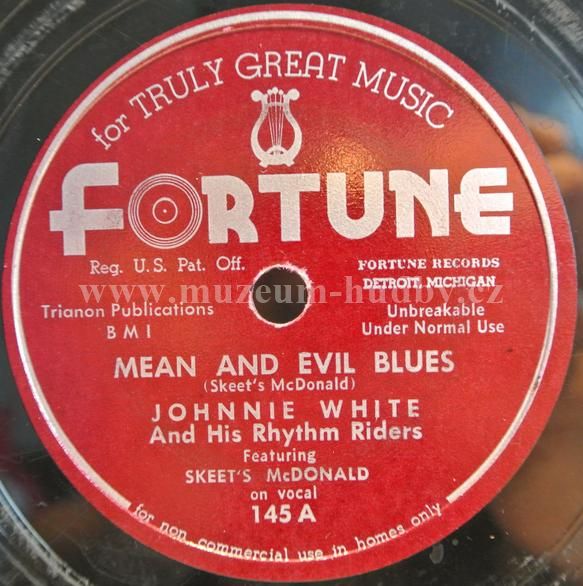 for TRULY GREAT MUSIC
FORTUNE
Reg. U.S. Pat. Off.
FORTUNE RECORDS
DETROIT, MICHIGAN
www.muzeum-hudby.cz
Trianon Publications
BMI
Unbreakable
Under Normal Use
MEAN AND EVIL BLUES
(Skeet's McDonald)
JOHNNIE WHITE
And His Rhythm Riders
Featuring
SKEET'S McDONALD
on vocal
145 A
for non commercial use in homes only